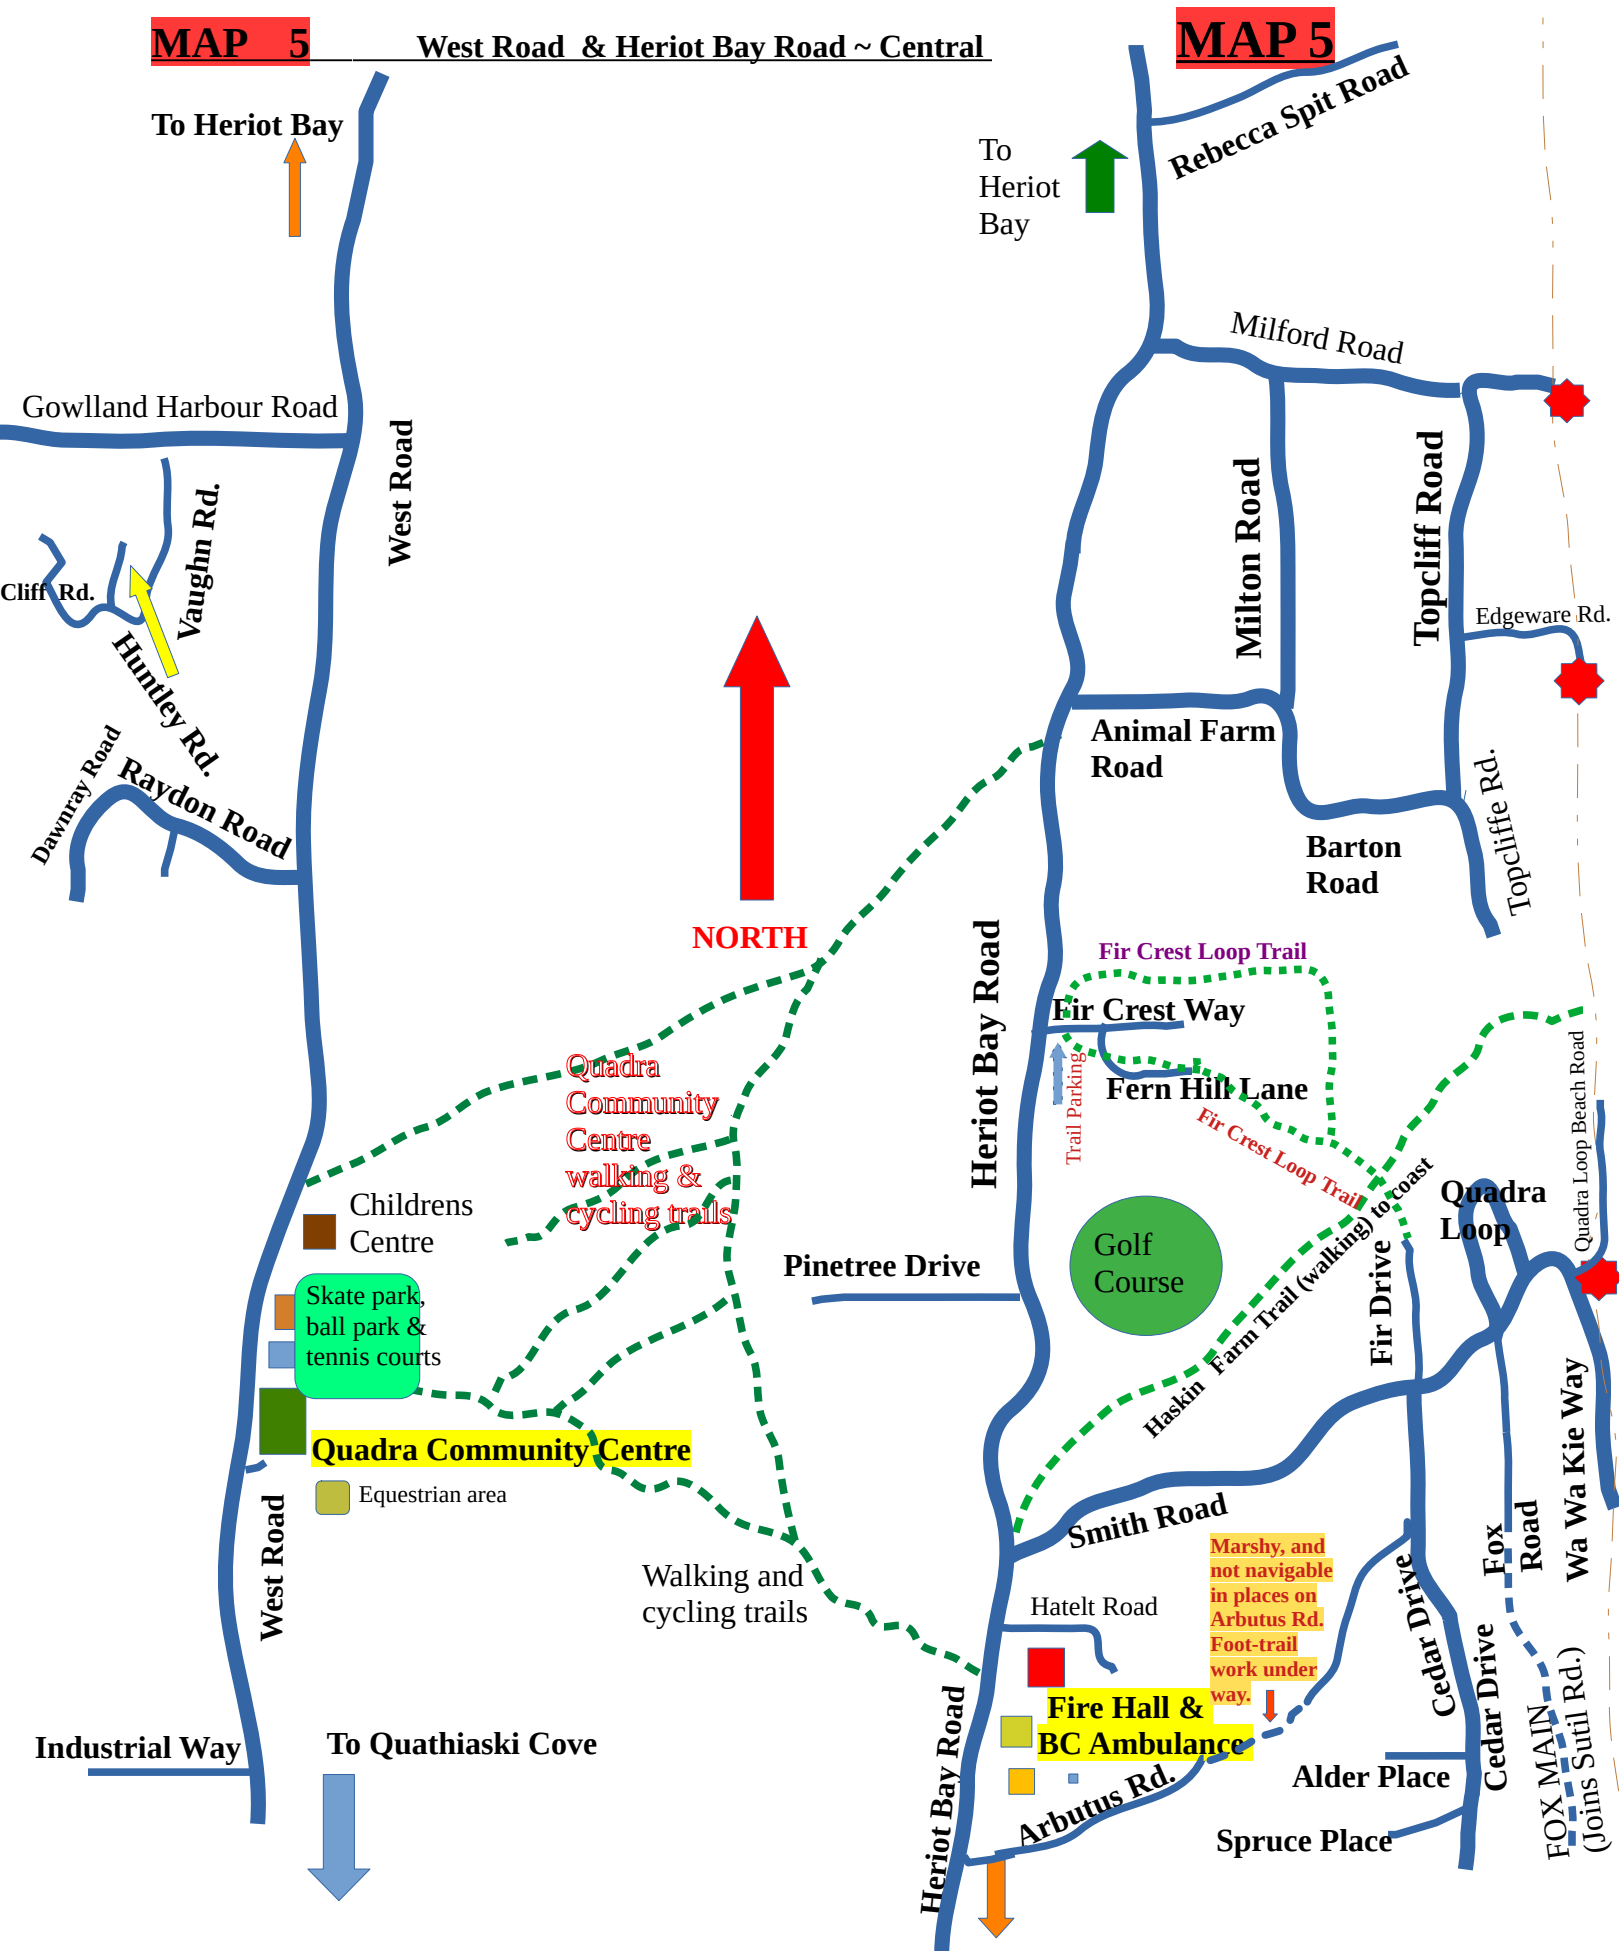 MAP 5 West Road & Heriot Bay Road ~ Central
MAP 5
To Heriot Bay
Rebecca Spit Road
To
Heriot
Bay
Milford Road
Gowlland Harbour Road
West Road
Vaughn Rd.
Cliff Rd.
Huntley Rd.
Milton Road
Topcliff Road
Edgeware Rd.
Dawnray Road
Raydon Road
Animal Farm
Road
Topcliffe Rd.
Barton
Road
NORTH
Heriot Bay Road
Fir Crest Loop Trail
Fir Crest Way
Trail Parking
Fern Hill Lane
Fir Crest Loop Trail
Quadra Loop Beach Road
Quadra
Community
Centre
walking &
cycling trails
Childrens
Centre
Quadra
Loop
Golf
Course
Pinetree Drive
Haskin Farm Trail (walking) to coast
Fir Drive
Skate park,
ball park &
tennis courts
Quadra Community Centre
Equestrian area
West Road
Smith Road
Wa Wa Kie Way
Fox
Road
Marshy, and
not navigable
in places on
Arbutus Rd.
Foot-trail
work under
way.
Walking and
cycling trails
Hatelt Road
Cedar Drive
Cedar Drive
Fire Hall &
BC Ambulance
Heriot Bay Road
Industrial Way
To Quathiaski Cove
Arbutus Rd.
Alder Place
Spruce Place
FOX MAIN
(Joins Sutil Rd.)